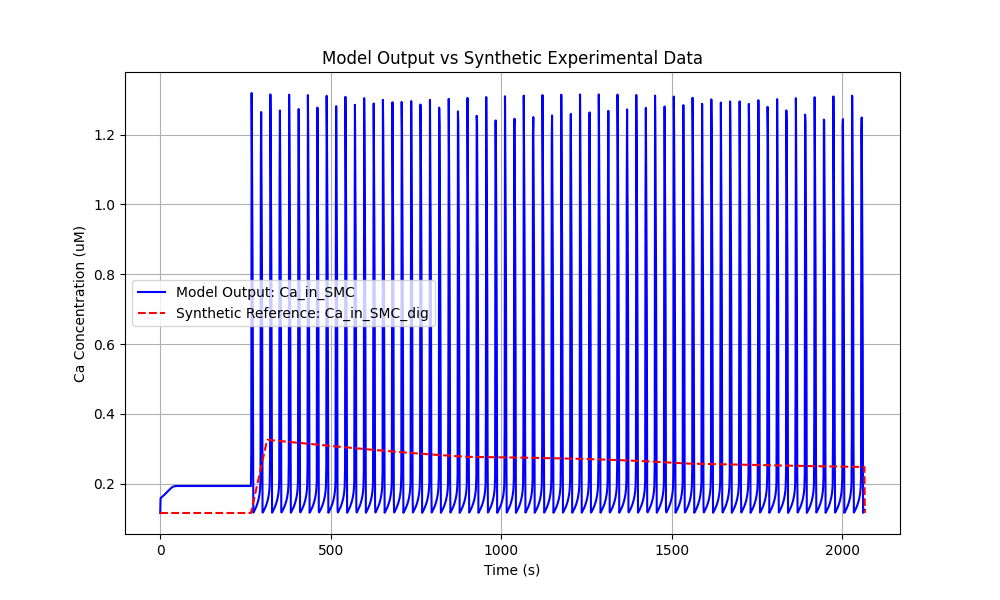 Model Output vs Synthetic Experimental Data
Ca Concentration (uM)
1.2
1.0
0.8
0.6
0.4
0.2
Model Output: Ca_in_SMC
Synthetic Reference: Ca_in_SMC_dig
0
500
1000
1500
2000
Time (s)